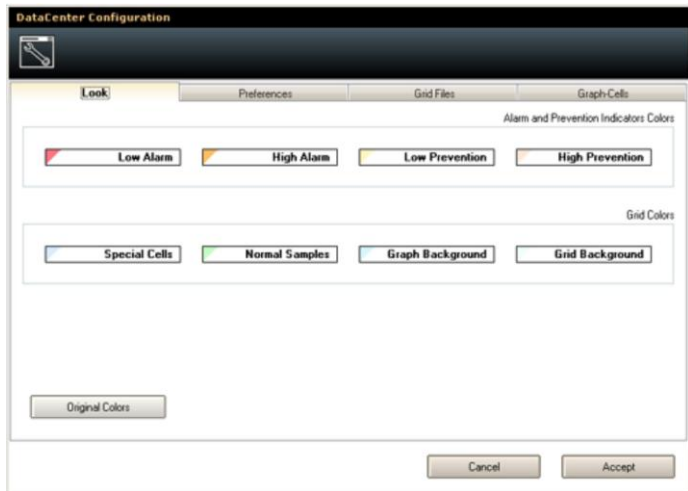 DataCenter Configuration
Look Preferences Grid Files Graph-Cells
Alarm and Prevention Indicators Colors
Low Alarm High Alarm Low Prevention High Prevention
Grid Colors
Special Cells Normal Samples Graph Background Grid Background
Original Colors
Cancel Accept